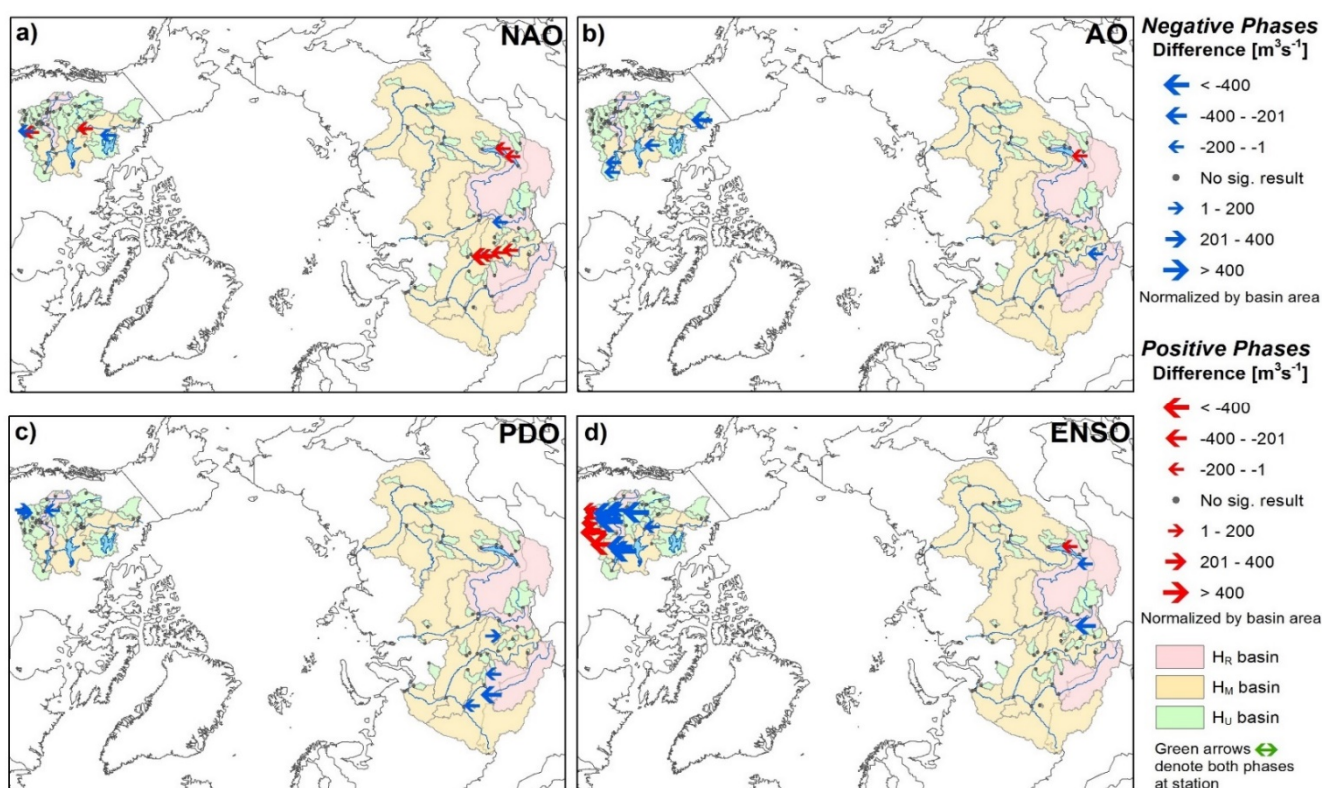 a)
NAO
b)
AO
c)
PDO
d)
ENSO
Negative Phases
Difference [m³s⁻¹]
< -400
-400 - -201
-200 - -1
No sig. result
1 - 200
201 - 400
> 400
Normalized by basin area
Positive Phases
Difference [m³s⁻¹]
< -400
-400 - -201
-200 - -1
No sig. result
1 - 200
201 - 400
> 400
Normalized by basin area
H_R basin
H_M basin
H_U basin
Green arrows
denote both phases
at station